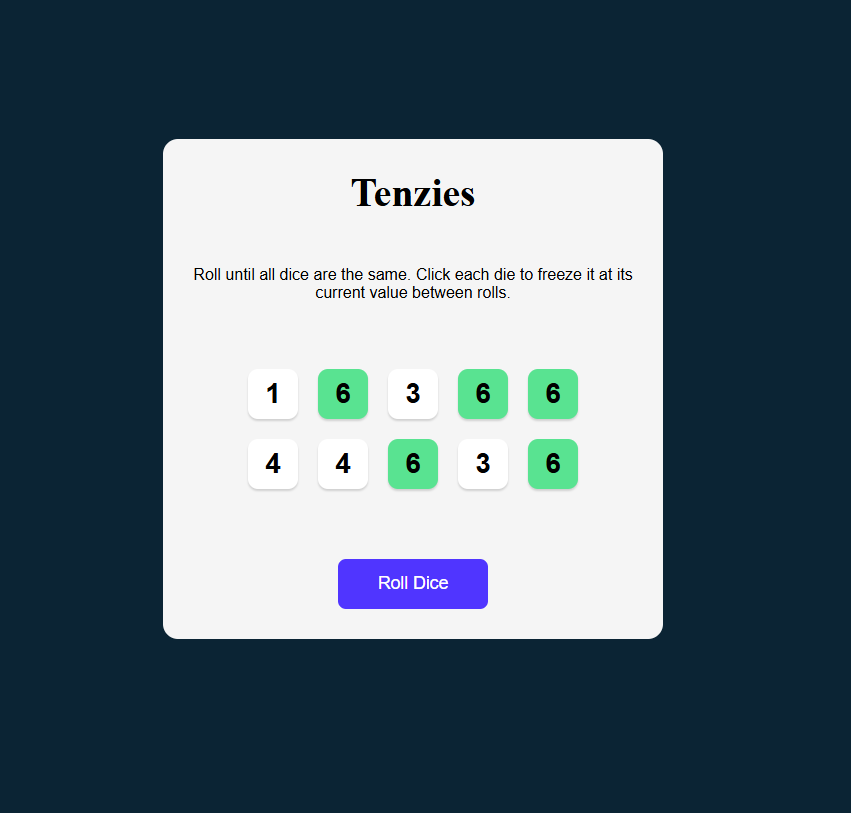 Tenzies
Roll until all dice are the same. Click each die to freeze it at its
current value between rolls.
1 6 3 6 6
4 4 6 3 6
Roll Dice